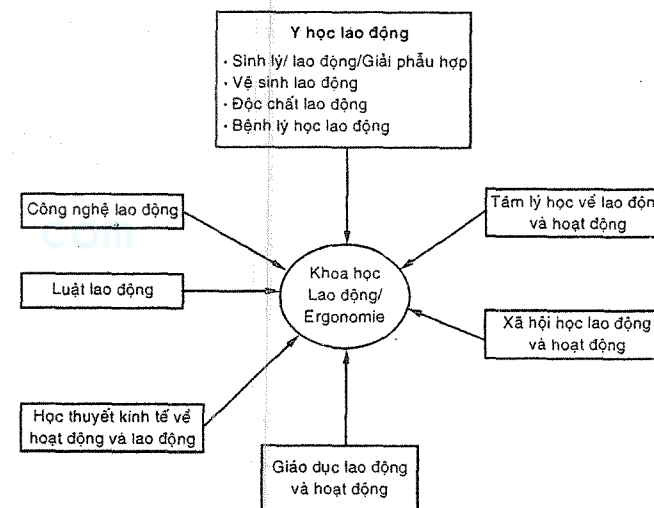 Y học lao động
· Sinh lý/ lao động/Giải phẫu hợp
· Vệ sinh lao động
· Độc chất lao động
· Bệnh lý học lao động
Công nghệ lao động
com
Luật lao động
Học thuyết kinh tế về
hoạt động và lao động
Khoa học
Lao động/
Ergonomie
Giáo dục lao động
và hoạt động
Tâm lý học về lao độn
và hoạt động
Xã hội học lao động
và hoạt động